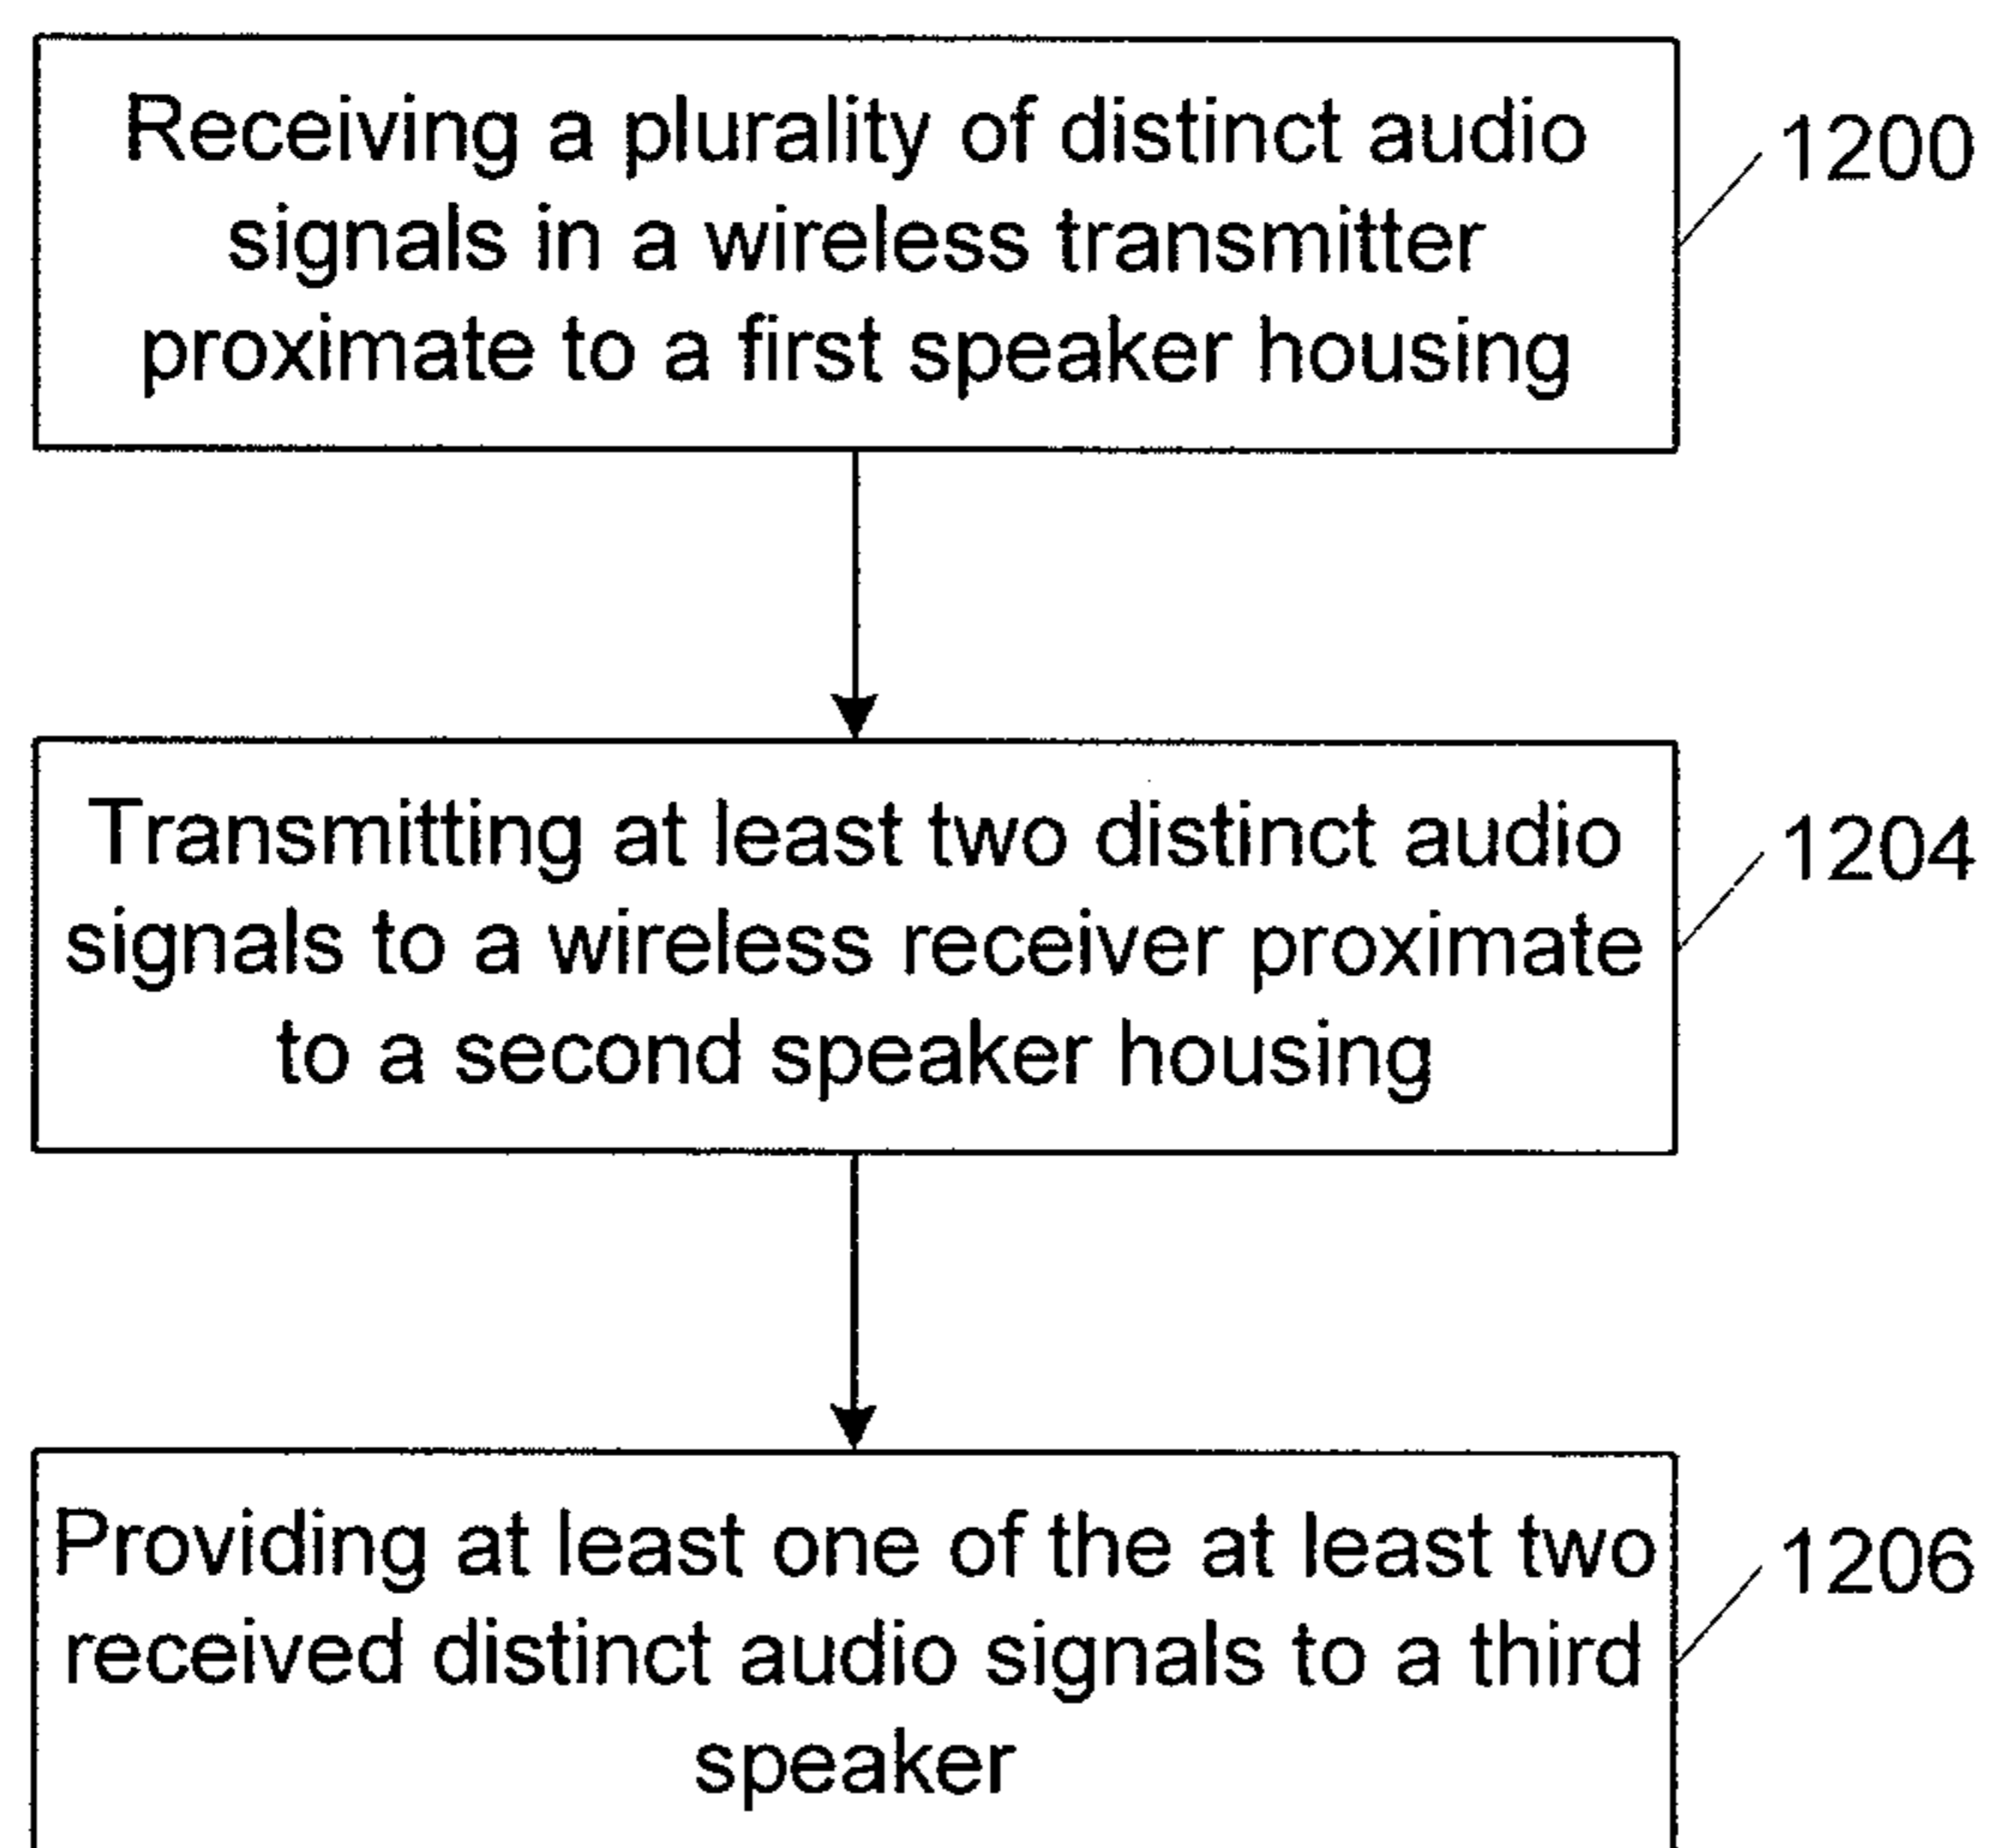 Receiving a plurality of distinct audio
signals in a wireless transmitter
proximate to a first speaker housing
1200
Transmitting at least two distinct audio
signals to a wireless receiver proximate
to a second speaker housing
1204
Providing at least one of the at least two
received distinct audio signals to a third
speaker
1206